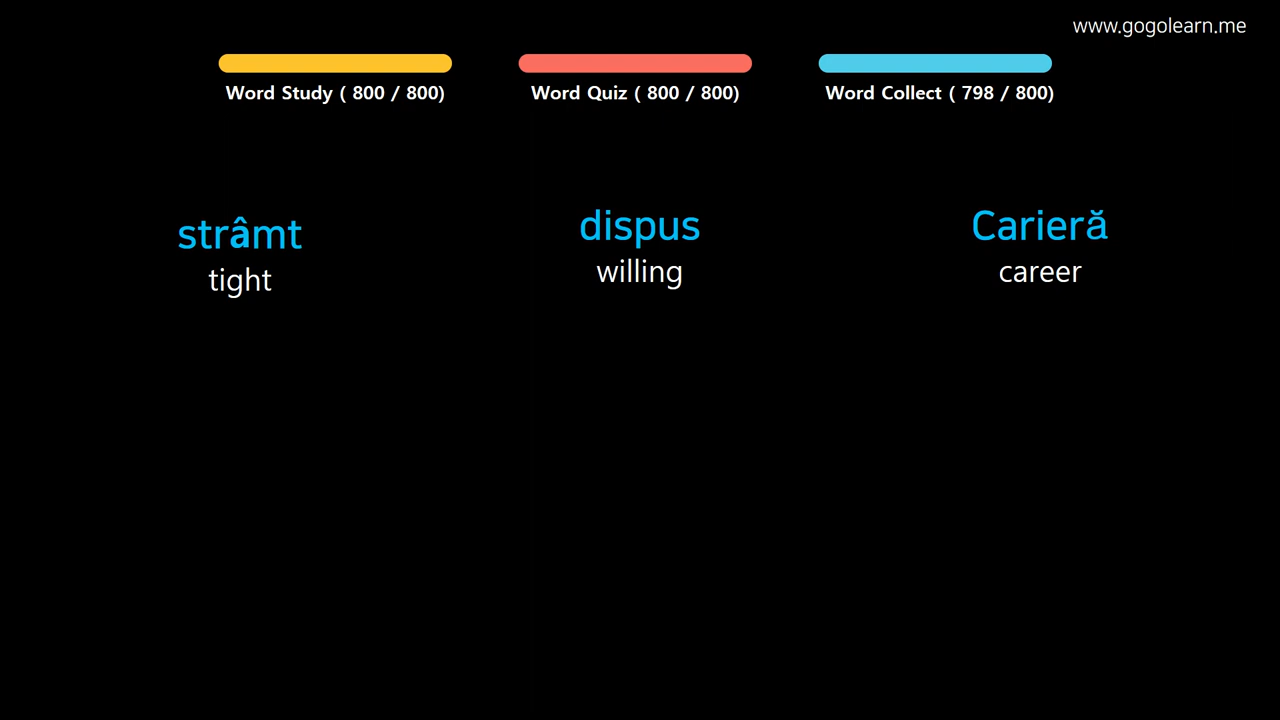 www.gogolearn.me
Word Study ( 800 / 800)
Word Quiz ( 800 / 800)
Word Collect ( 798 / 800)
strâmt
tight
dispus
willing
Carieră
career